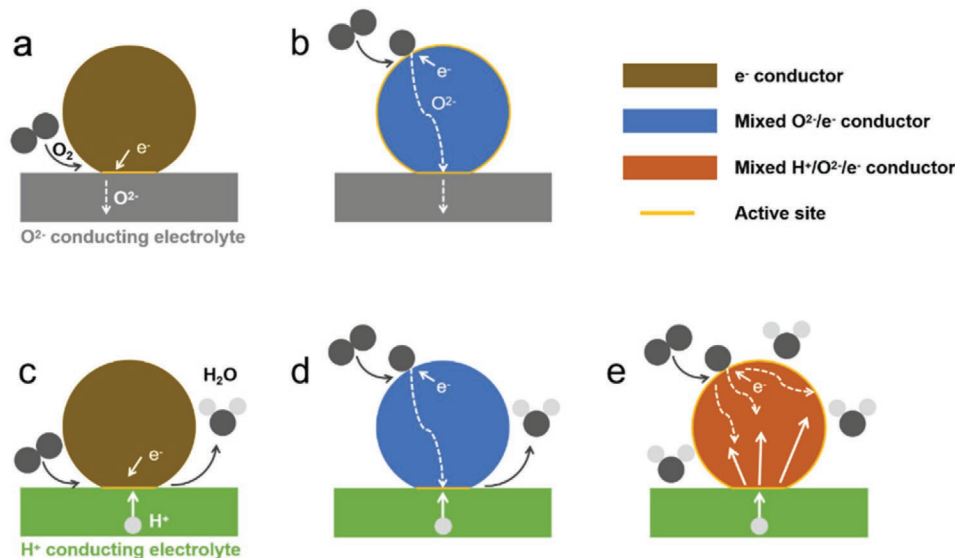 a
b
e⁻ conductor
O₂
e⁻
e⁻
O²⁻
Mixed O²⁻/e⁻ conductor
Mixed H⁺/O²⁻/e⁻ conductor
O²⁻
Active site
O²⁻ conducting electrolyte
c
H₂O
d
e
e⁻
e⁻
e⁻
H⁺
H⁺ conducting electrolyte